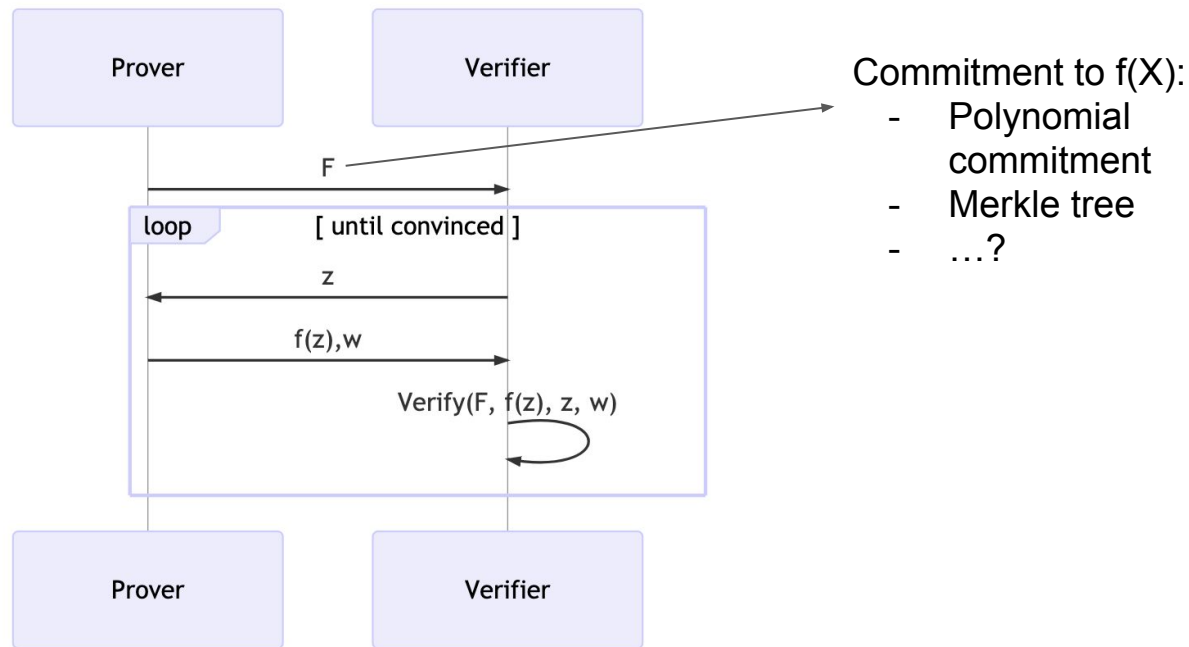 Prover
Verifier
Commitment to f(X):
- Polynomial
commitment
- Merkle tree
- …?
F
loop
[ until convinced ]
z
f(z),w
Verify(F, f(z), z, w)
Prover
Verifier